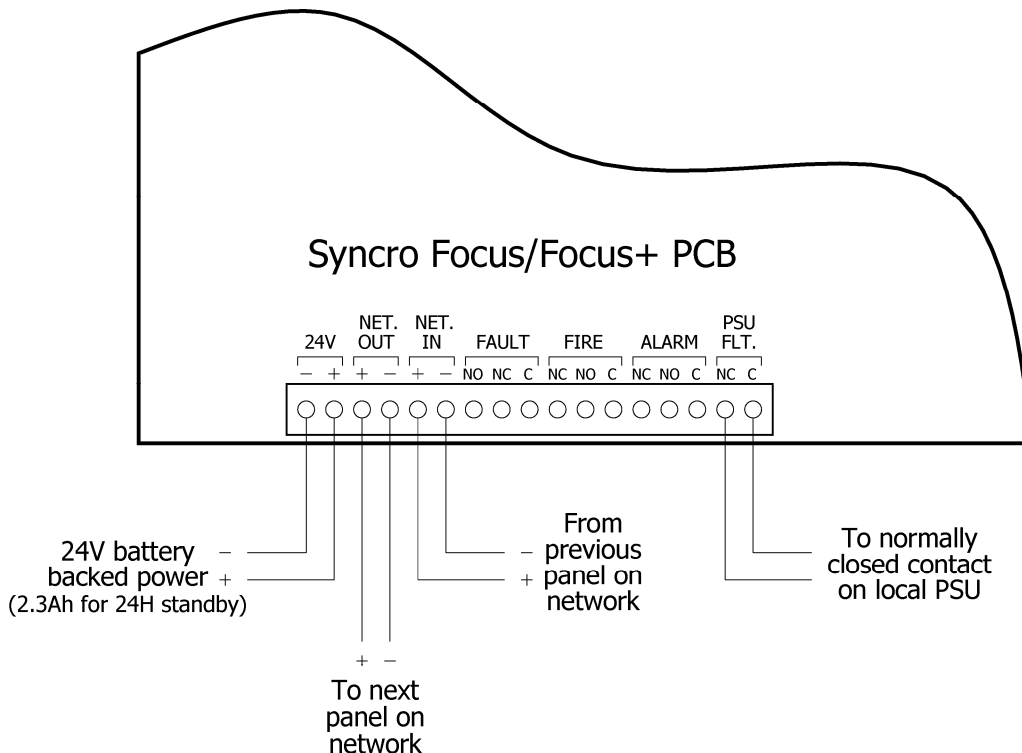 Syncro Focus/Focus+ PCB
24V
NET.
OUT
NET.
IN
FAULT
FIRE
ALARM
PSU
FLT.
− + + − + − NO NC C NC NO C NC NO C NC C
24V battery −
backed power +
(2.3Ah for 24H standby)
+ −
To next
panel on
network
From
− previous
+ panel on
network
To normally
closed contact
on local PSU